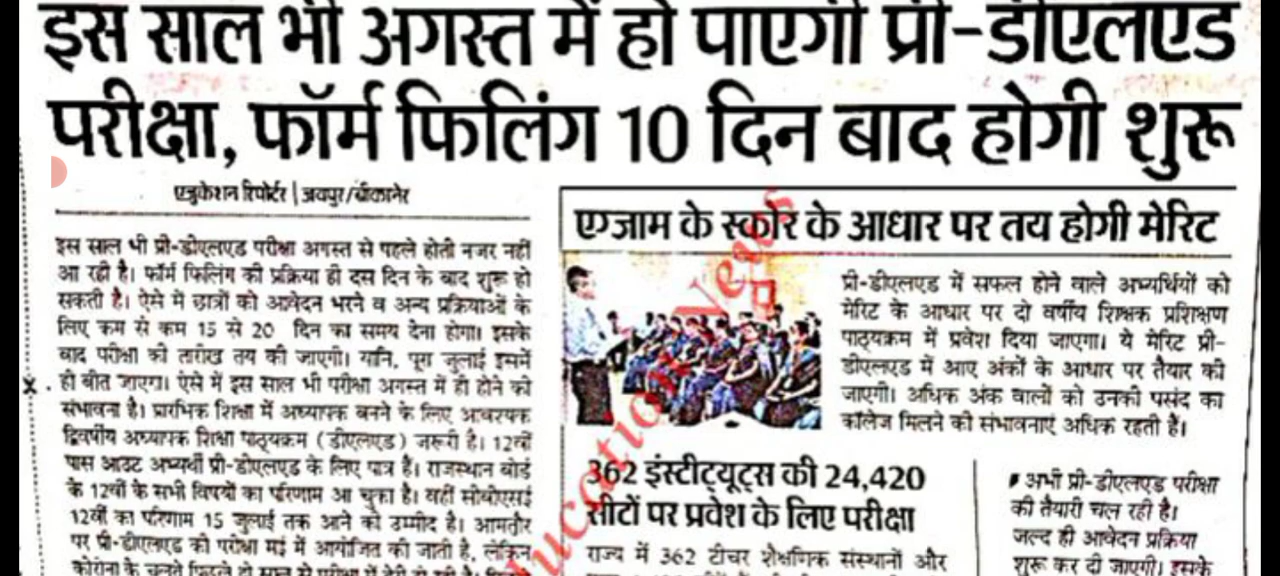 इस साल भी अगस्त में हो पाएगी प्री-डीएलएड
परीक्षा, फॉर्म फिलिंग 10 दिन बाद होगी शुरू
एजुकेशन रिपोर्टर | जयपुर/बीकानेर
इस साल भी प्री-डीएलएड परीक्षा अगस्त से पहले होती नजर नहीं
आ रही है। फॉर्म फिलिंग की प्रक्रिया ही दस दिन के बाद शुरू हो
सकती है। ऐसे में छात्रों को आवेदन भरने व अन्य प्रक्रियाओं के
लिए कम से कम 15 से 20 दिन का समय देना होगा। इसके
बाद परीक्षा की तारीख तय की जाएगी। यानि, पूरा जुलाई इसमें
ही बीत जाएगा। ऐसे में इस साल भी परीक्षा अगस्त में ही होने की
संभावना है। प्रारंभिक शिक्षा में अध्यापक बनने के लिए आवश्यक
द्विवर्षीय अध्यापक शिक्षा पाठ्यक्रम (डीएलएड) जरूरी है। 12वीं
पास आउट अभ्यर्थी प्री-डीएलएड के लिए पात्र हैं। राजस्थान बोर्ड
के 12वीं के सभी विषयों का परिणाम आ चुका है। वहीं सीबीएसई
12वीं का परिणाम 15 जुलाई तक आने की उम्मीद है। आमतौर
पर प्री-डीएलएड की परीक्षा मई में आयोजित की जाती है, लेकिन
कोरोना के चलते पिछले दो साल से परीक्षा में देरी हो रही है।
एग्जाम के स्कोर के आधार पर तय होगी मेरिट
प्री-डीएलएड में सफल होने वाले अभ्यर्थियों को
मेरिट के आधार पर दो वर्षीय शिक्षक प्रशिक्षण
पाठ्यक्रम में प्रवेश दिया जाएगा। ये मेरिट प्री-
डीएलएड में आए अंकों के आधार पर तैयार की
जाएगी। अधिक अंक वालों को उनकी पसंद का
कॉलेज मिलने की संभावनाएं अधिक रहती है।
362 इंस्टीट्यूट्स की 24,420
सीटों पर प्रवेश के लिए परीक्षा
राज्य में 362 टीचर शैक्षणिक संस्थानों और
अभी प्री-डीएलएड परीक्षा
की तैयारी चल रही है।
जल्द ही आवेदन प्रक्रिया
शुरू कर दी जाएगी। इसके
ducation News